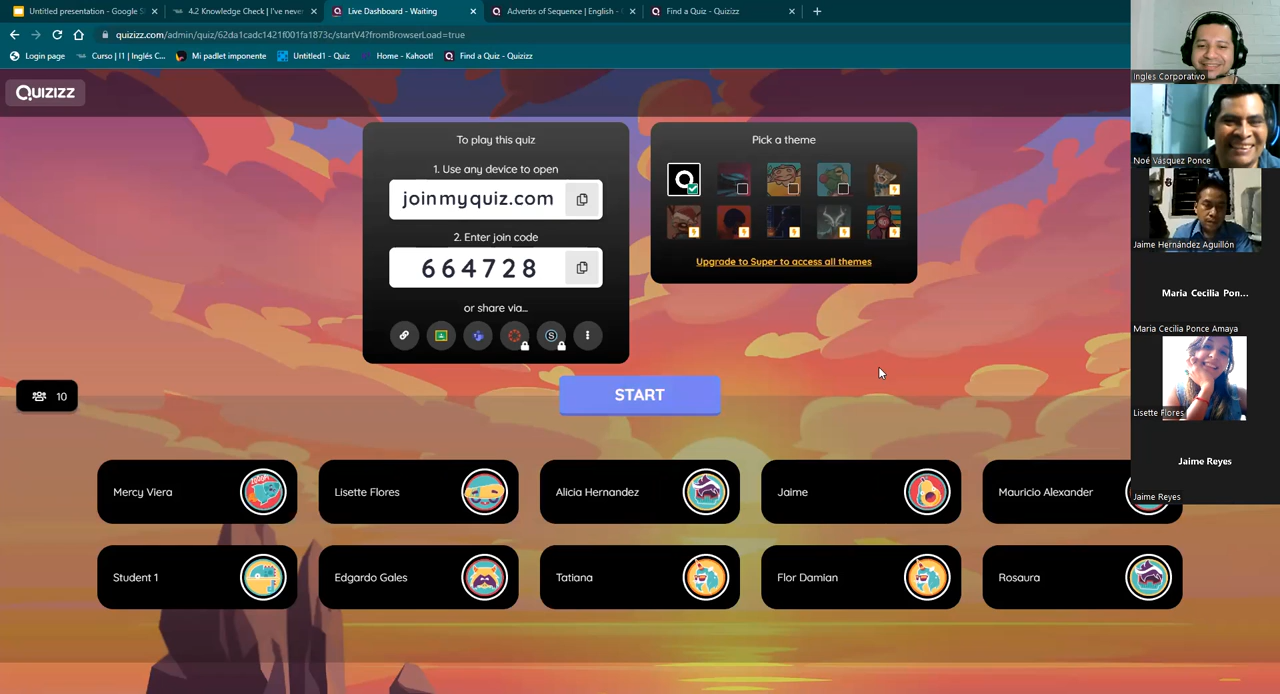 Untitled presentation - Google S
4.2 Knowledge Check | I've never
Live Dashboard - Waiting
Adverbs of Sequence | English -
Find a Quiz - Quizizz
quizizz.com/admin/quiz/62da1cadc1421f001fa1873c/startV4?fromBrowserLoad=true
Login page
Curso | I1 | Inglés C...
Mi padlet imponente
Untitled1 - Quiz
Home - Kahoot!
Find a Quiz - Quizizz
Quizizz
To play this quiz
1. Use any device to open
joinmyquiz.com
2. Enter join code
664728
or share via...
Pick a theme
Upgrade to Super to access all themes
10
START
Mercy Viera
Lisette Flores
Alicia Hernandez
Jaime
Mauricio Alexander
Student 1
Edgardo Gales
Tatiana
Flor Damian
Rosaura
Ingles Corporativo
Noé Vásquez Ponce
Jaime Hernández Aguillón
Maria Cecilia Pon...
Maria Cecilia Ponce Amaya
Lisette Flores
Jaime Reyes
Jaime Reyes